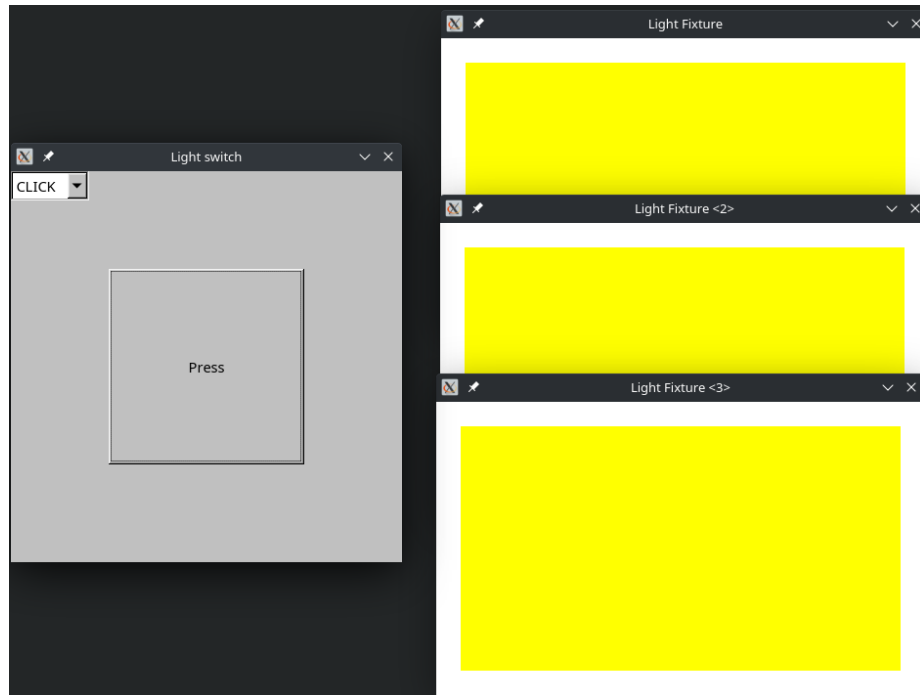 Light Fixture
Light switch
CLICK
Press
Light Fixture <2>
Light Fixture <3>